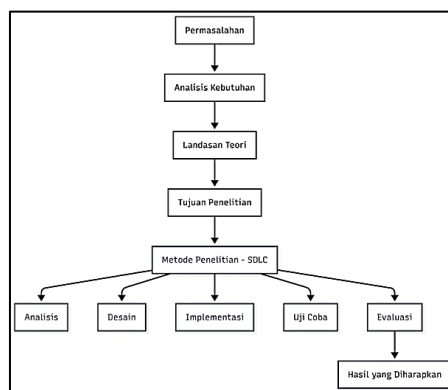 Permasalahan
Analisis Kebutuhan
Landasan Teori
Tujuan Penelitian
Metode Penelitian - SDLC
Analisis
Desain
Implementasi
Uji Coba
Evaluasi
Hasil yang Diharapkan